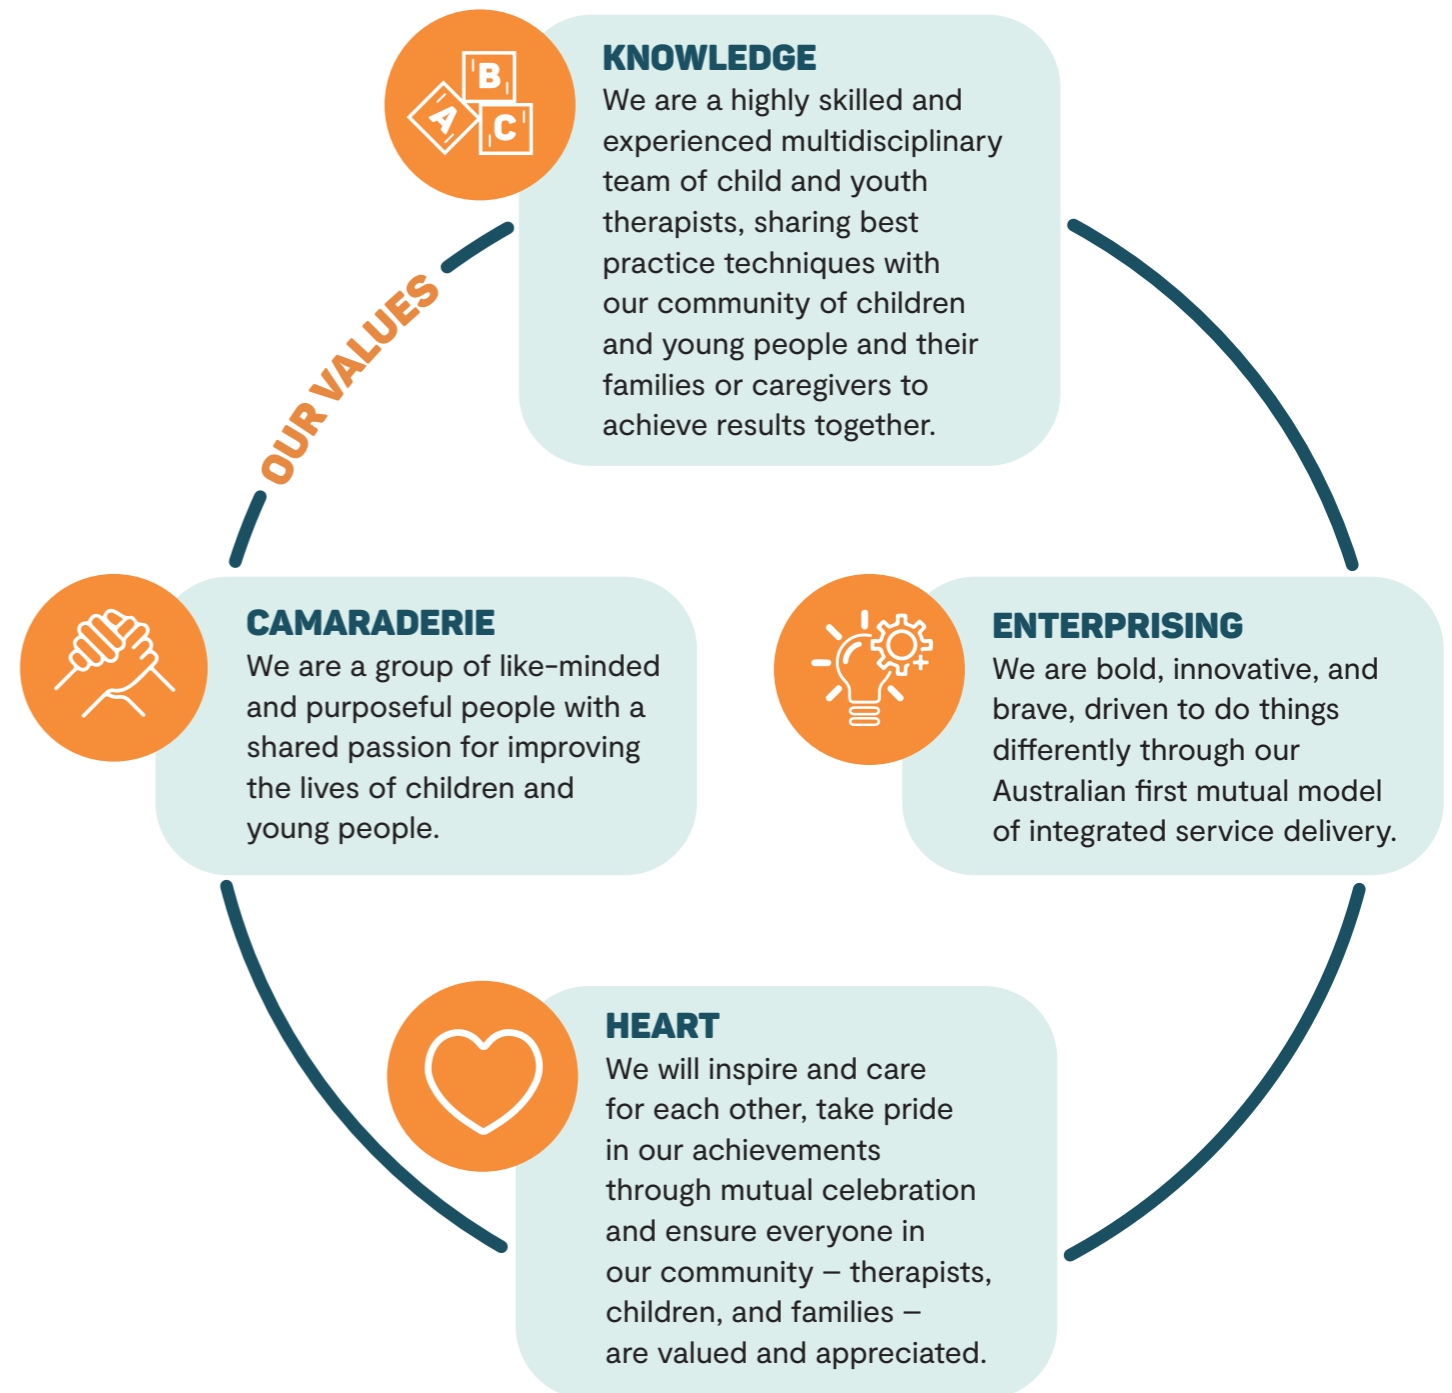 B
A
C
OUR VALUES
KNOWLEDGE
We are a highly skilled and
experienced multidisciplinary
team of child and youth
therapists, sharing best
practice techniques with
our community of children
and young people and their
families or caregivers to
achieve results together.
CAMARADERIE
We are a group of like-minded
and purposeful people with a
shared passion for improving
the lives of children and
young people.
ENTERPRISING
We are bold, innovative, and
brave, driven to do things
differently through our
Australian first mutual model
of integrated service delivery.
HEART
We will inspire and care
for each other, take pride
in our achievements
through mutual celebration
and ensure everyone in
our community – therapists,
children, and families –
are valued and appreciated.